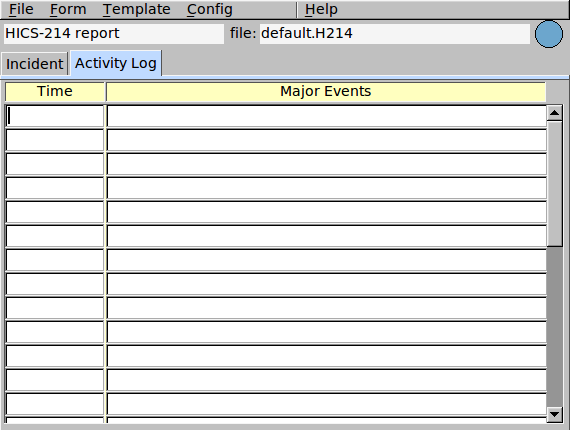 File Form Template Config Help
HICS-214 report file: default.H214
Incident Activity Log
Time Major Events